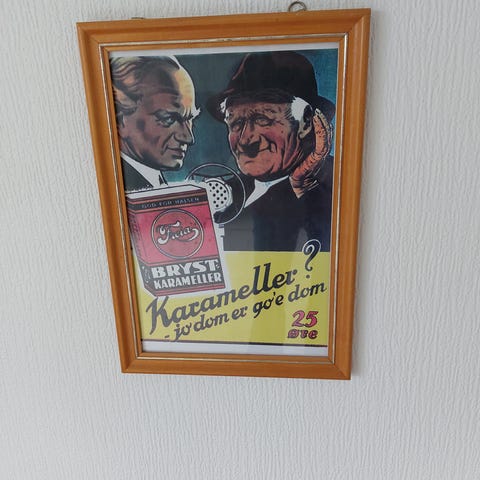 GOD FOR HALSEN
Freia
BRYST-
KARAMELLER
Karameller?
- jo dom er go'e dom
25
ØRE